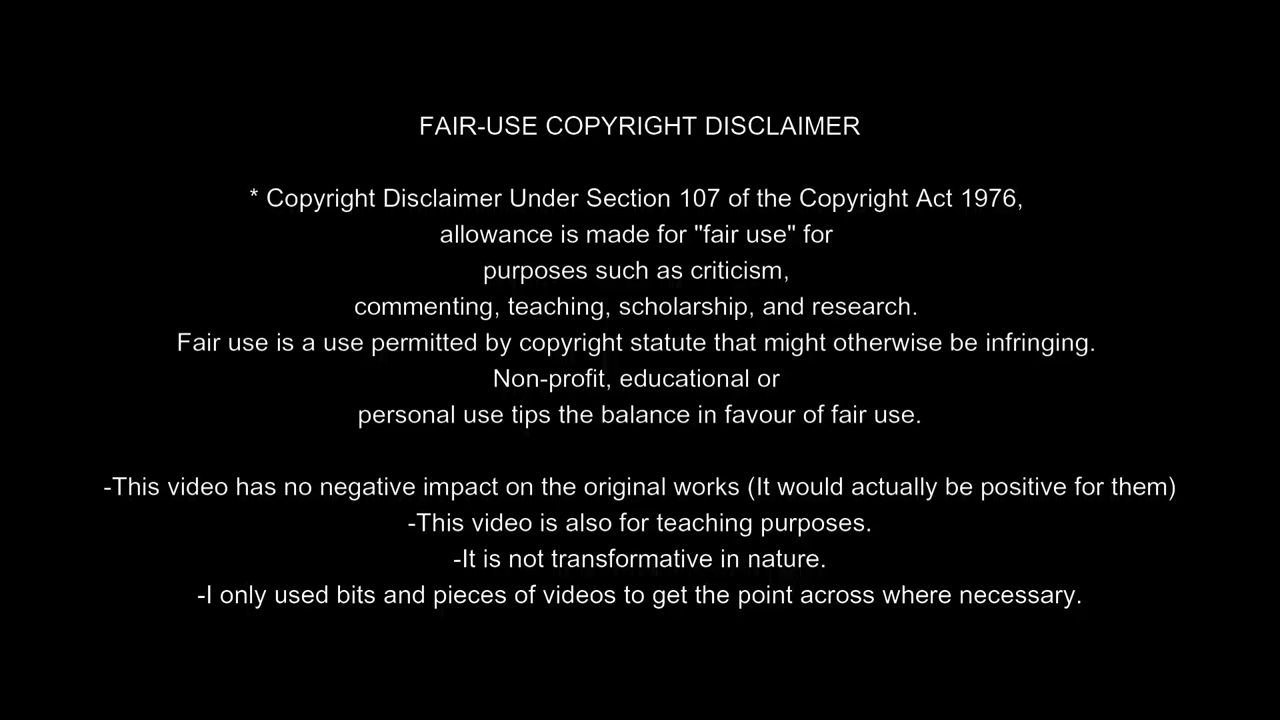 FAIR-USE COPYRIGHT DISCLAIMER
* Copyright Disclaimer Under Section 107 of the Copyright Act 1976,
allowance is made for "fair use" for
purposes such as criticism,
commenting, teaching, scholarship, and research.
Fair use is a use permitted by copyright statute that might otherwise be infringing.
Non-profit, educational or
personal use tips the balance in favour of fair use.
-This video has no negative impact on the original works (It would actually be positive for them)
-This video is also for teaching purposes.
-It is not transformative in nature.
-I only used bits and pieces of videos to get the point across where necessary.